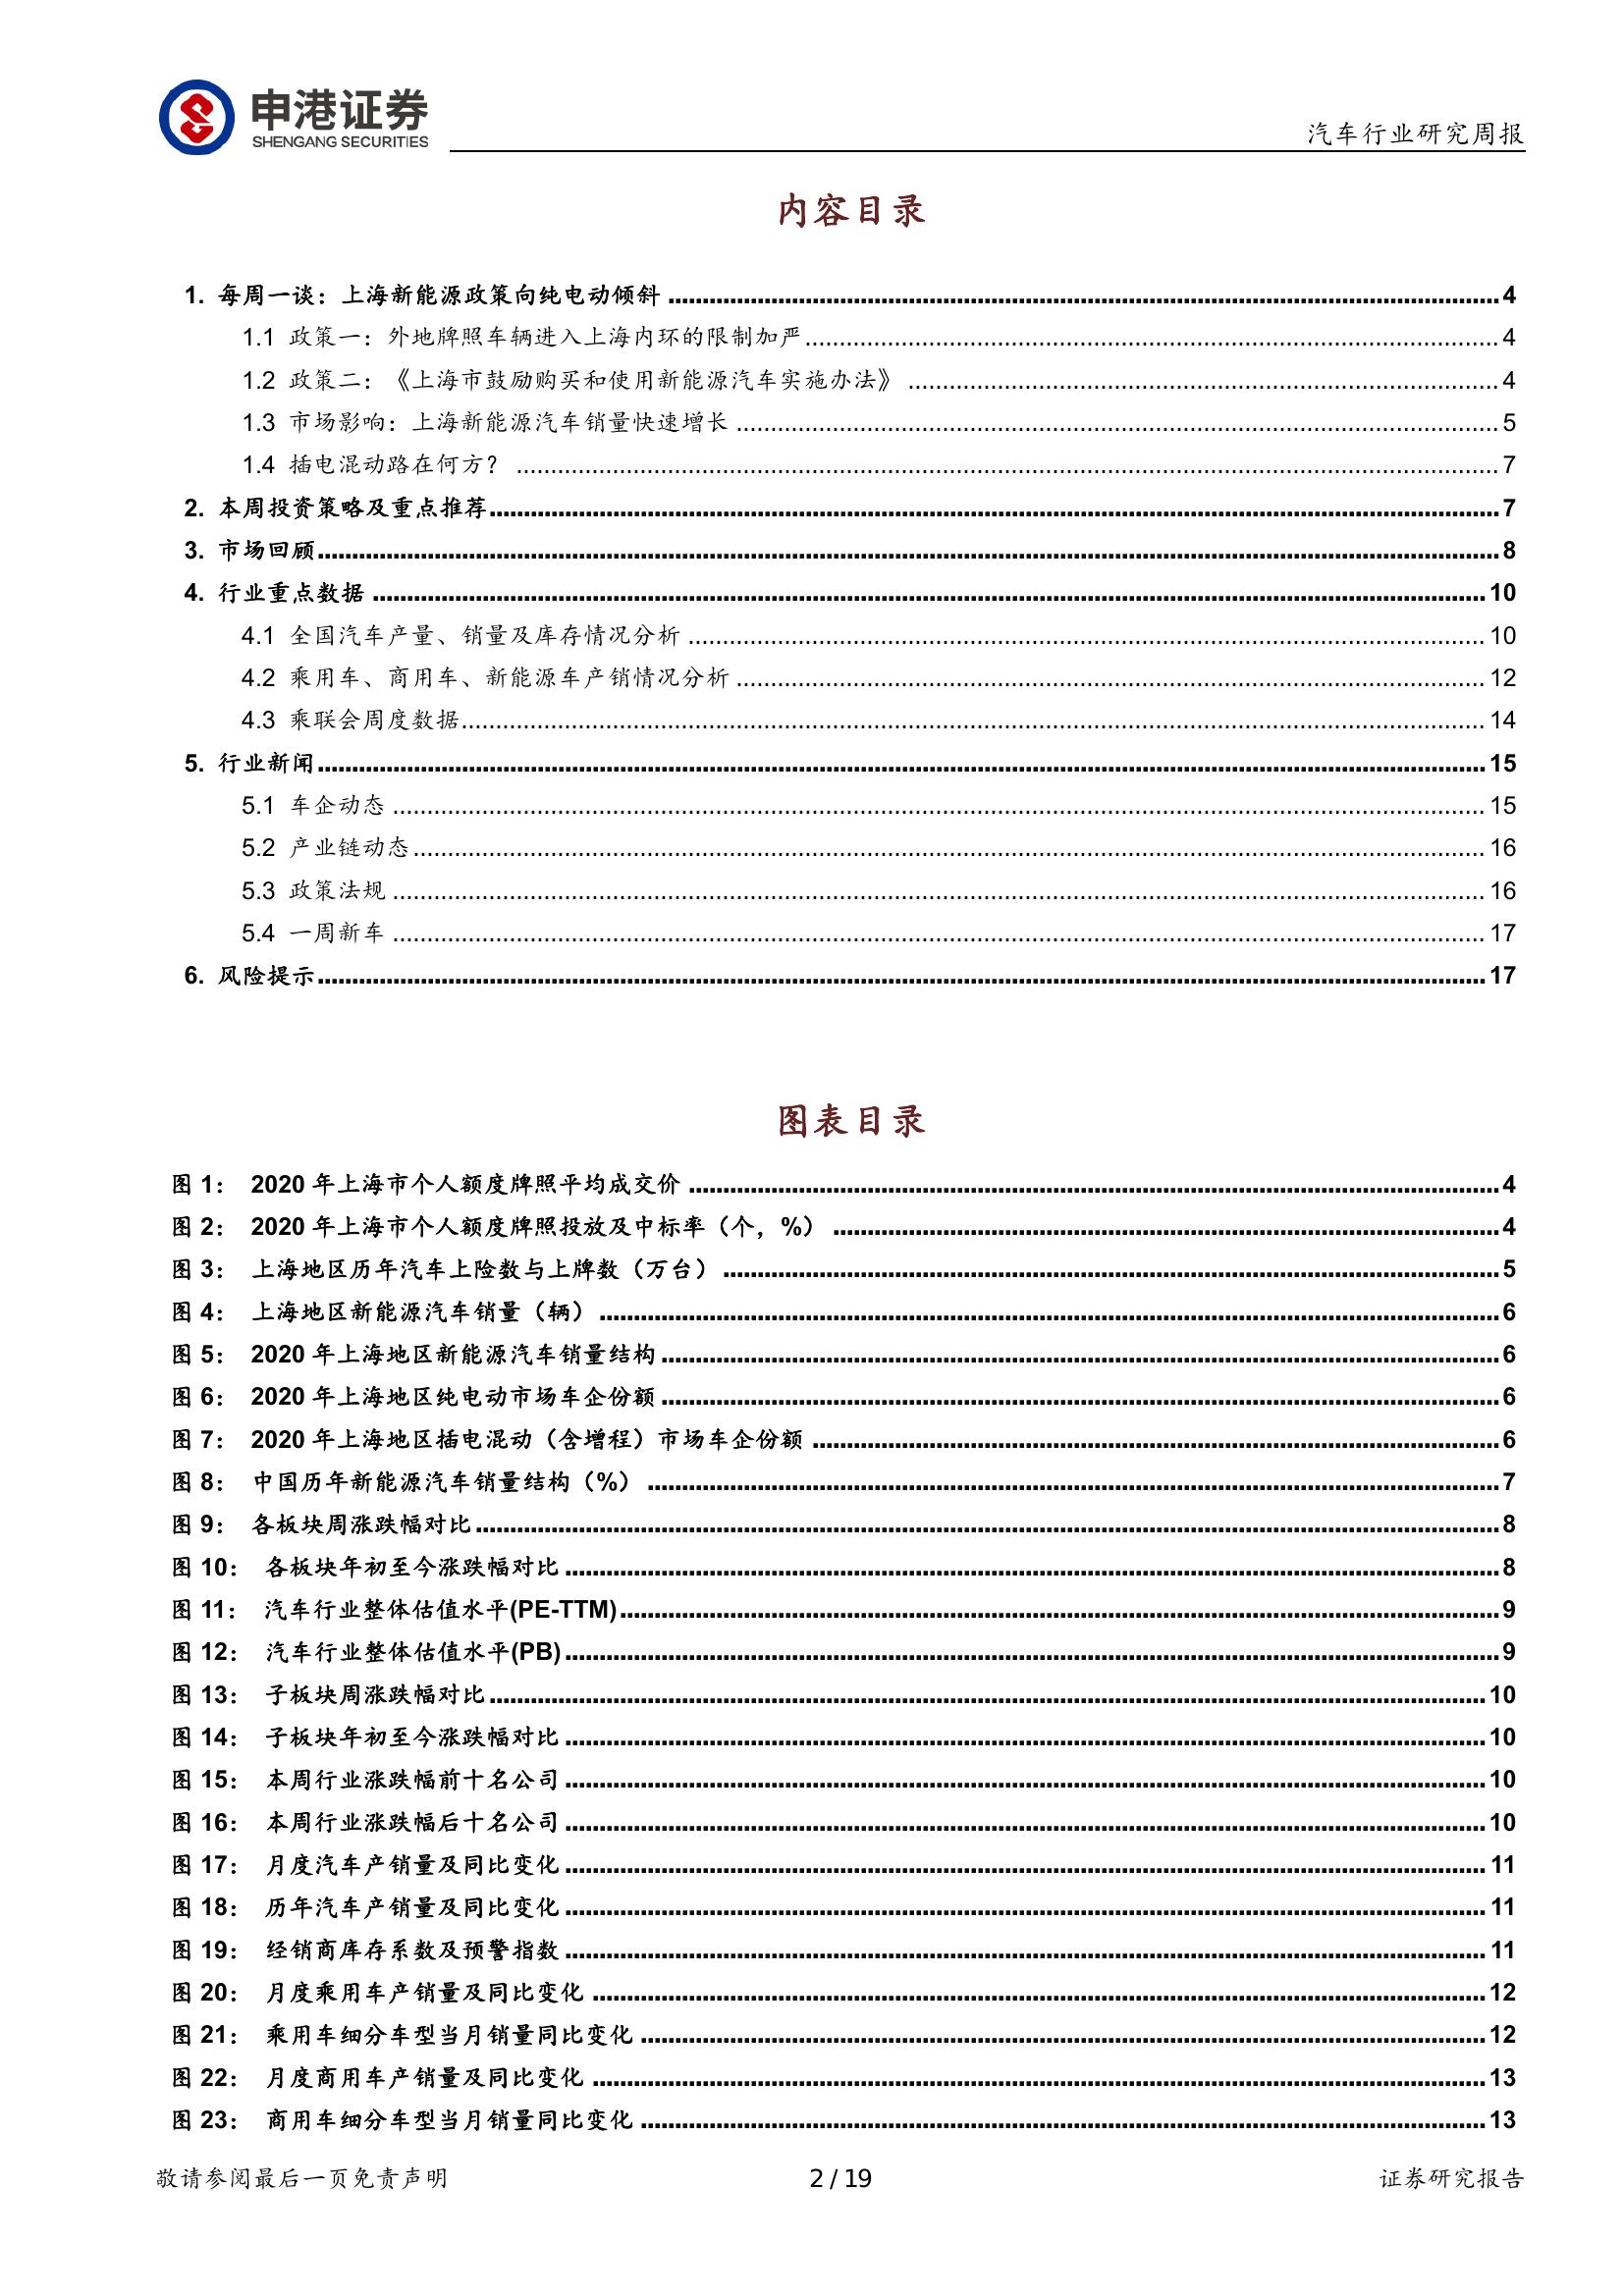 申港证券
SHENGANG SECURITIES
汽车行业研究周报
内容目录
1. 每周一谈：上海新能源政策向纯电动倾斜 4
1.1 政策一：外地牌照车辆进入上海内环的限制加严 4
1.2 政策二：《上海市鼓励购买和使用新能源汽车实施办法》 4
1.3 市场影响：上海新能源汽车销量快速增长 5
1.4 插电混动路在何方？ 7
2. 本周投资策略及重点推荐 7
3. 市场回顾 8
4. 行业重点数据 10
4.1 全国汽车产量、销量及库存情况分析 10
4.2 乘用车、商用车、新能源车产销情况分析 12
4.3 乘联会周度数据 14
5. 行业新闻 15
5.1 车企动态 15
5.2 产业链动态 16
5.3 政策法规 16
5.4 一周新车 17
6. 风险提示 17
图表目录
图 1： 2020 年上海市个人额度牌照平均成交价 4
图 2： 2020 年上海市个人额度牌照投放及中标率（个，%） 4
图 3： 上海地区历年汽车上险数与上牌数（万台） 5
图 4： 上海地区新能源汽车销量（辆） 6
图 5： 2020 年上海地区新能源汽车销量结构 6
图 6： 2020 年上海地区纯电动市场车企份额 6
图 7： 2020 年上海地区插电混动（含增程）市场车企份额 6
图 8： 中国历年新能源汽车销量结构（%） 7
图 9： 各板块周涨跌幅对比 8
图 10： 各板块年初至今涨跌幅对比 8
图 11： 汽车行业整体估值水平(PE-TTM) 9
图 12： 汽车行业整体估值水平(PB) 9
图 13： 子板块周涨跌幅对比 10
图 14： 子板块年初至今涨跌幅对比 10
图 15： 本周行业涨跌幅前十名公司 10
图 16： 本周行业涨跌幅后十名公司 10
图 17： 月度汽车产销量及同比变化 11
图 18： 历年汽车产销量及同比变化 11
图 19： 经销商库存系数及预警指数 11
图 20： 月度乘用车产销量及同比变化 12
图 21： 乘用车细分车型当月销量同比变化 12
图 22： 月度商用车产销量及同比变化 13
图 23： 商用车细分车型当月销量同比变化 13
敬请参阅最后一页免责声明
2 / 19
证券研究报告